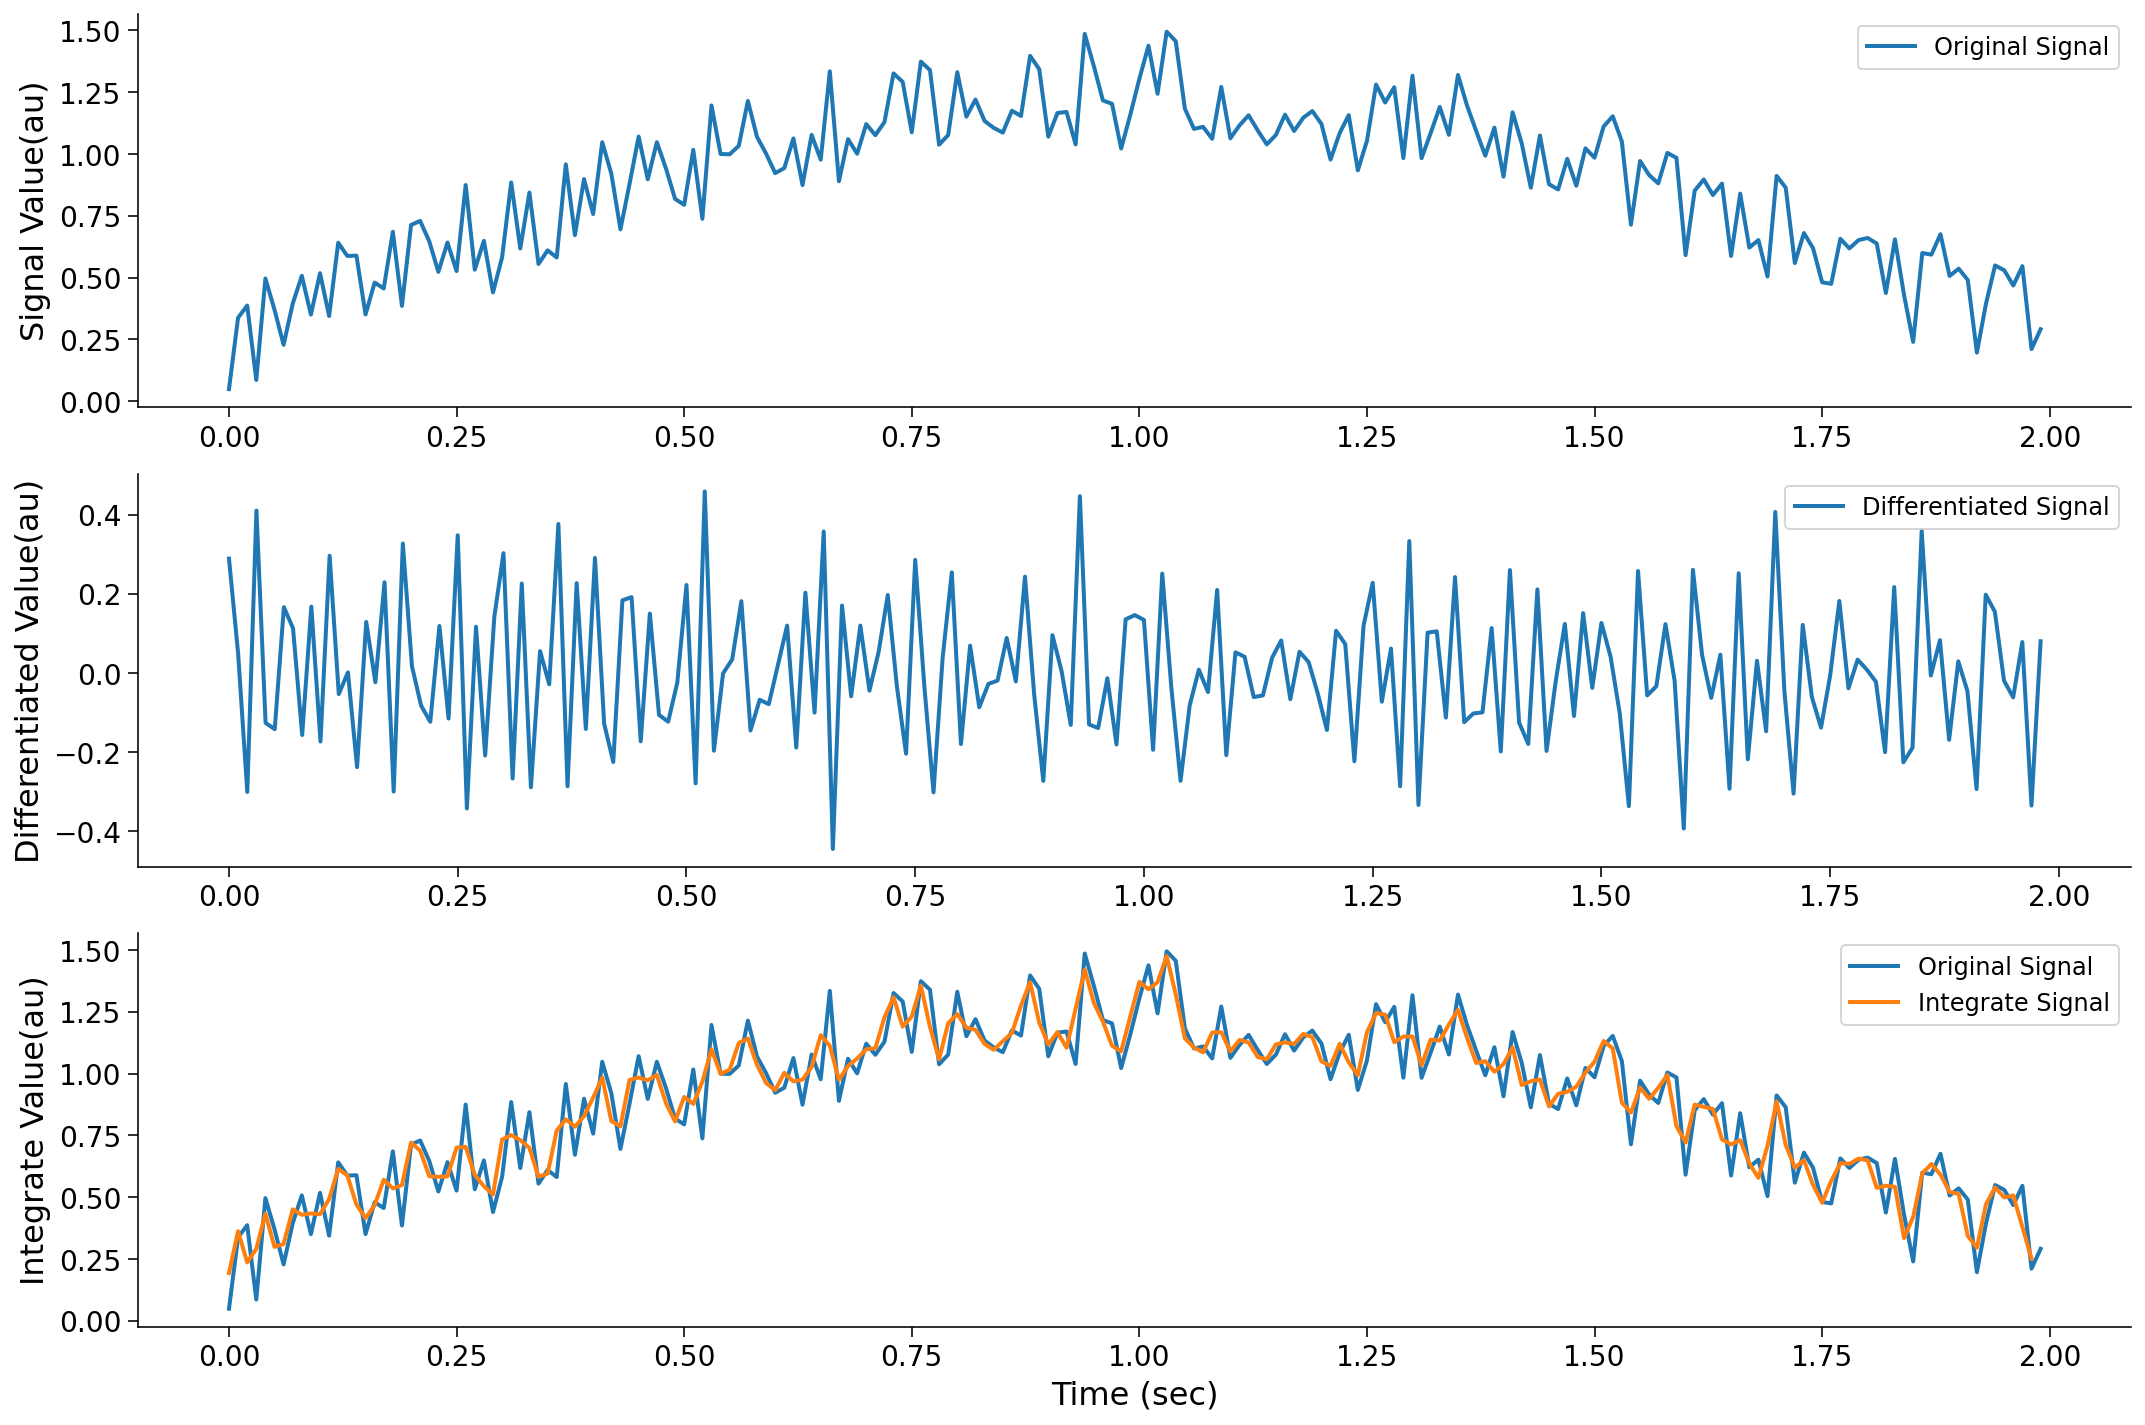 Signal Value(au)
1.50
1.25
1.00
0.75
0.50
0.25
0.00
Original Signal
0.00 0.25 0.50 0.75 1.00 1.25 1.50 1.75 2.00
Differentiated Value(au)
0.4
0.2
0.0
−0.2
−0.4
Differentiated Signal
0.00 0.25 0.50 0.75 1.00 1.25 1.50 1.75 2.00
Integrate Value(au)
1.50
1.25
1.00
0.75
0.50
0.25
0.00
Original Signal
Integrate Signal
0.00 0.25 0.50 0.75 1.00 1.25 1.50 1.75 2.00
Time (sec)